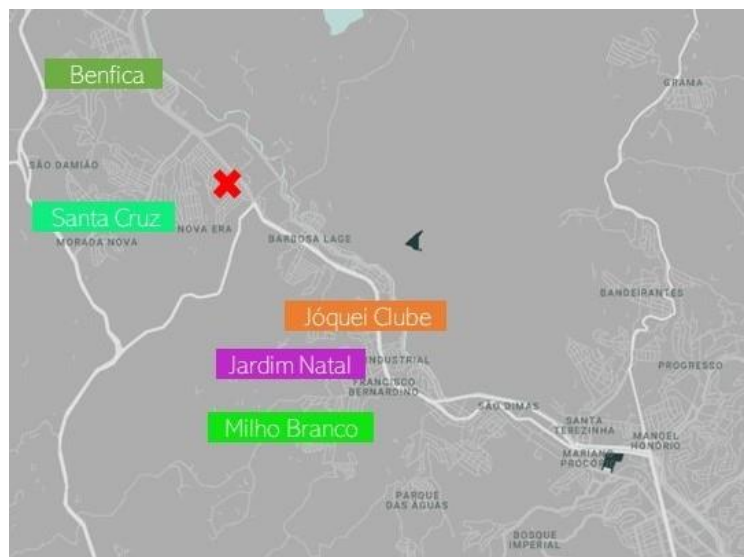 Benfica
GRAMA
SÃO DAMIÃO
Santa Cruz
NOVA ERA
MORADA NOVA
BARBOSA LAGE
BANDEIRANTES
Jóquei Clube
INDUSTRIAL
Jardim Natal
PROGRESSO
FRANCISCO
BERNARDINO
SÃO DIMAS
Milho Branco
SANTA
TEREZINHA
MANOEL
HONÓRIO
MARIANO
PROCÓPIO
PARQUE
DAS ÁGUAS
BOSQUE
IMPERIAL